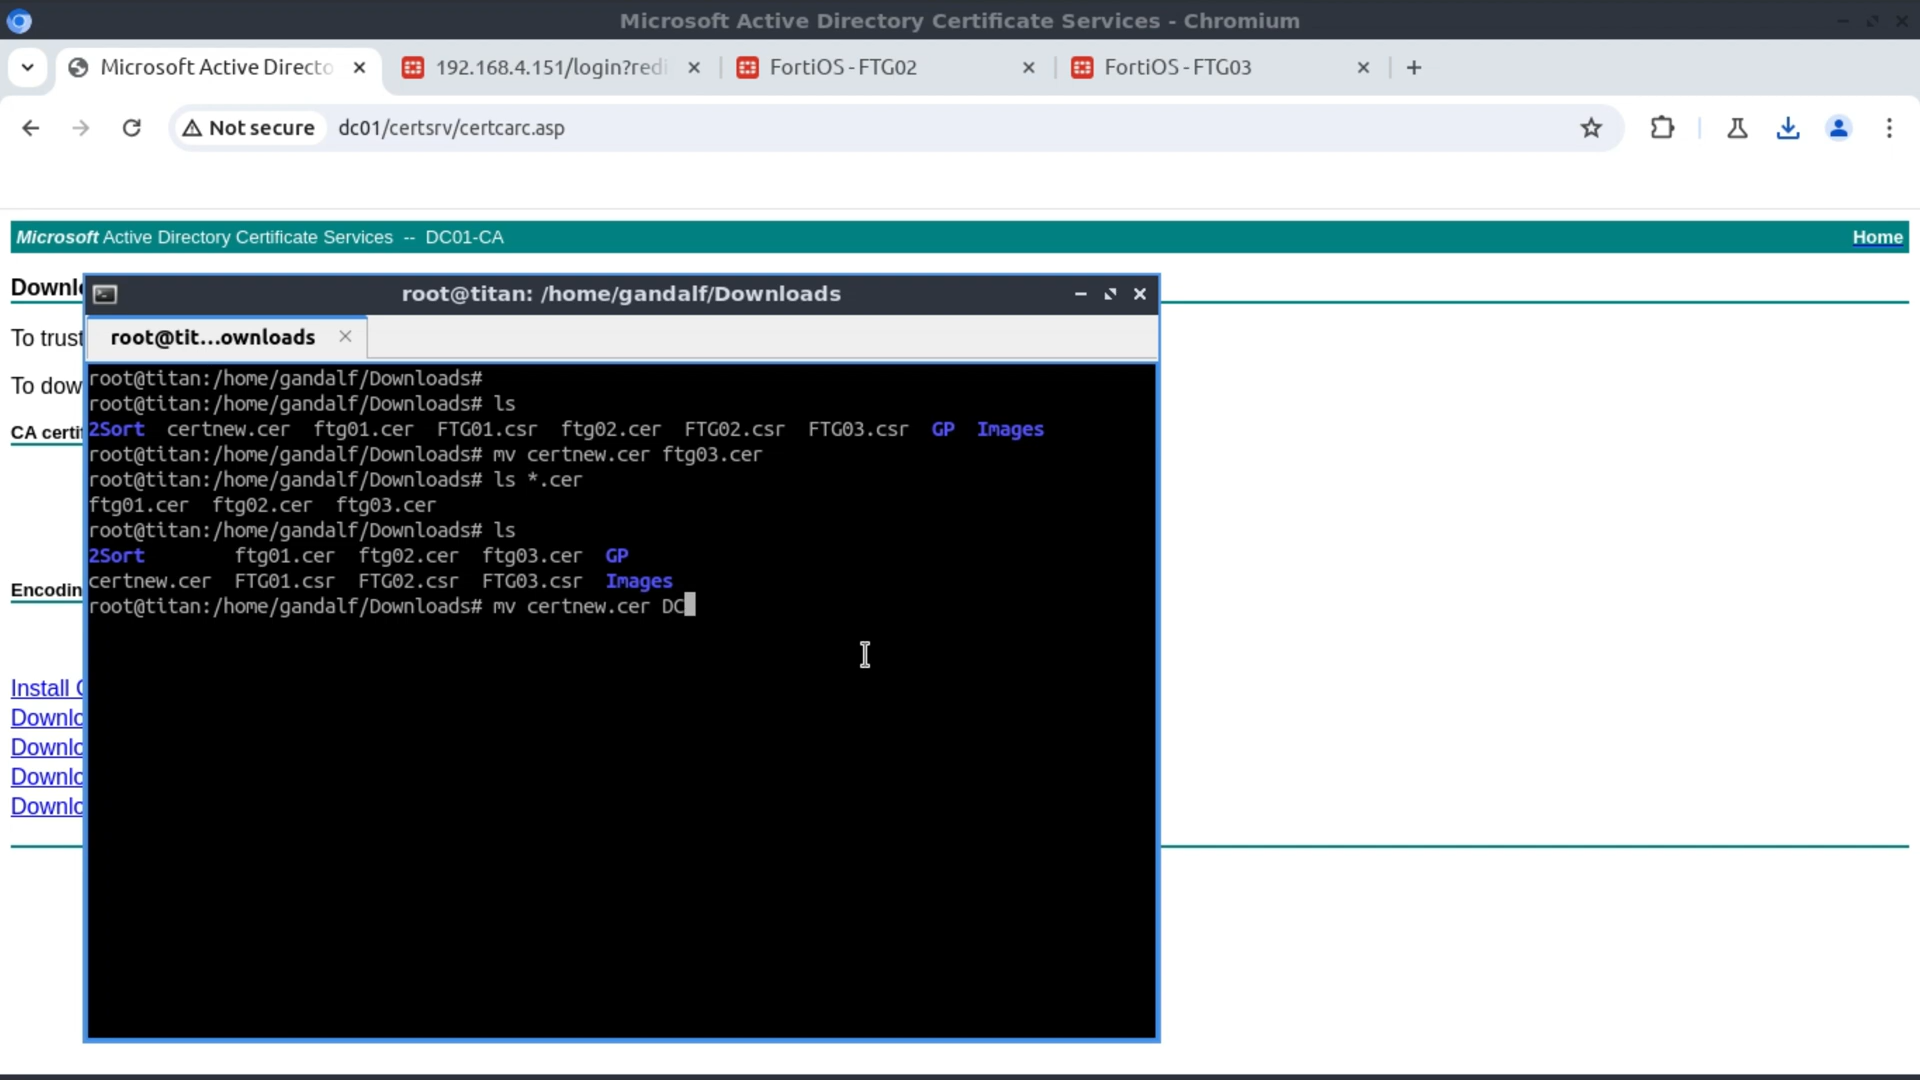 Microsoft Active Directory Certificate Services - Chromium
Microsoft Active Directo
192.168.4.151/login?redi
FortiOS - FTG02
FortiOS - FTG03
Not secure
dc01/certsrv/certcarc.asp
Microsoft Active Directory Certificate Services -- DC01-CA
Home
Downl
To trust
To dow
CA certif
Encodin
Install C
Downlo
Downlo
Downlo
Downlo
root@titan: /home/gandalf/Downloads
root@tit...ownloads
root@titan:/home/gandalf/Downloads#
root@titan:/home/gandalf/Downloads# ls
2Sort certnew.cer ftg01.cer FTG01.csr ftg02.cer FTG02.csr FTG03.csr GP Images
root@titan:/home/gandalf/Downloads# mv certnew.cer ftg03.cer
root@titan:/home/gandalf/Downloads# ls *.cer
ftg01.cer ftg02.cer ftg03.cer
root@titan:/home/gandalf/Downloads# ls
2Sort ftg01.cer ftg02.cer ftg03.cer GP
certnew.cer FTG01.csr FTG02.csr FTG03.csr Images
root@titan:/home/gandalf/Downloads# mv certnew.cer DC